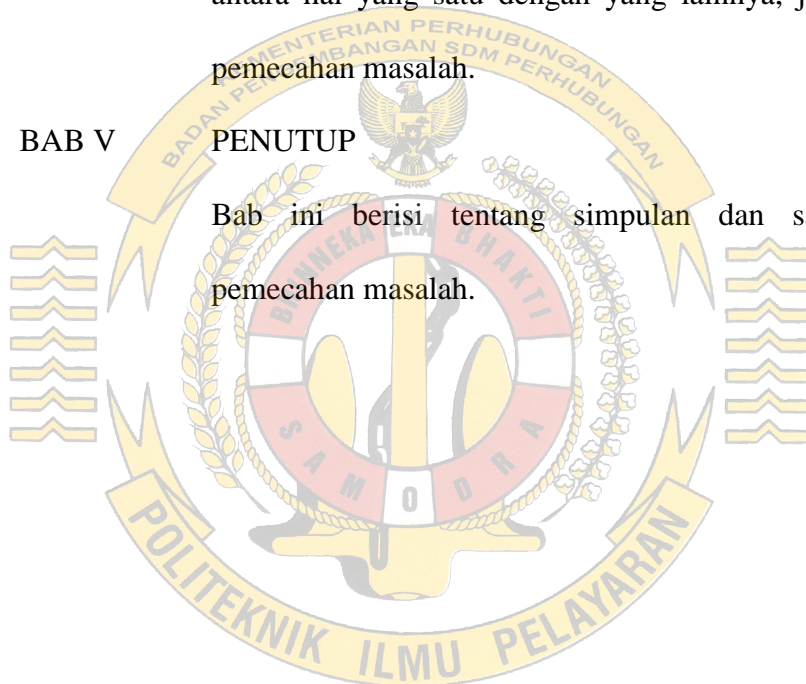 antara hal yang satu dengan yang lainnya,
pemecahan masalah.
BAB V PENUTUP
Bab ini berisi tentang simpulan dan
pemecahan masalah.
KEMENTERIAN PERHUBUNGAN
BADAN PENGEMBANGAN SDM PERHUBUNGAN
BHINNEKA EKA BHAKTI
SAMODRA
POLITEKNIK ILMU PELAYARAN